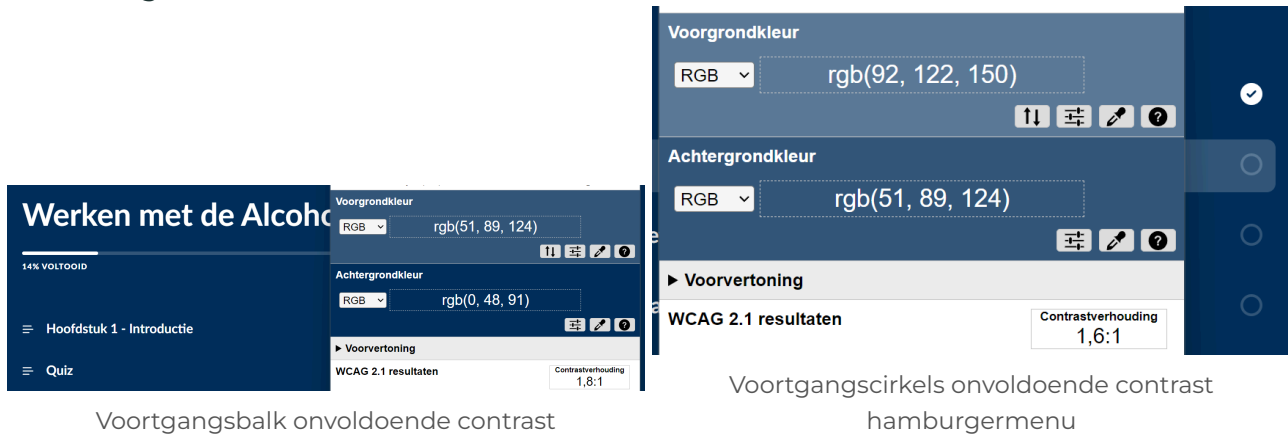 Werken met de Alcoho
14% VOLTOOID
Hoofdstuk 1 - Introductie
Quiz
Voorgrondkleur
RGB
rgb(51, 89, 124)
Achtergrondkleur
RGB
rgb(0, 48, 91)
Voorvertoning
WCAG 2.1 resultaten
Contrastverhouding
1,8:1
Voortgangsbalk onvoldoende contrast
Voorgrondkleur
RGB
rgb(92, 122, 150)
Achtergrondkleur
RGB
rgb(51, 89, 124)
Voorvertoning
WCAG 2.1 resultaten
Contrastverhouding
1,6:1
Voortgangscirkels onvoldoende contrast
hamburgermenu